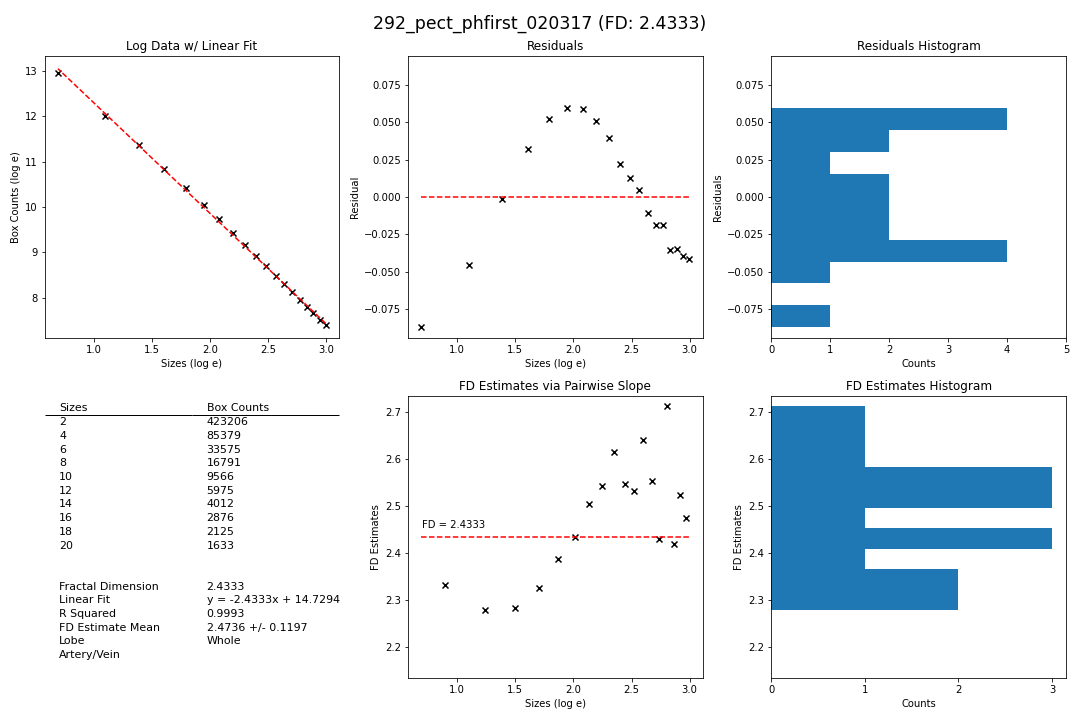 292_pect_phfirst_020317 (FD: 2.4333)
Log Data w/ Linear Fit
Box Counts (log e)
13
12
11
10
9
8
1.0 1.5 2.0 2.5 3.0
Sizes (log e)
Residuals
Residual
0.075
0.050
0.025
0.000
−0.025
−0.050
−0.075
1.0 1.5 2.0 2.5 3.0
Sizes (log e)
Residuals Histogram
Residuals
0.075
0.050
0.025
0.000
−0.025
−0.050
−0.075
0 1 2 3 4 5
Counts
Sizes Box Counts
2 423206
4 85379
6 33575
8 16791
10 9566
12 5975
14 4012
16 2876
18 2125
20 1633
Fractal Dimension 2.4333
Linear Fit y = -2.4333x + 14.7294
R Squared 0.9993
FD Estimate Mean 2.4736 +/- 0.1197
Lobe Whole
Artery/Vein
FD Estimates via Pairwise Slope
FD Estimates
2.7
2.6
2.5
2.4
2.3
2.2
FD = 2.4333
1.0 1.5 2.0 2.5 3.0
Sizes (log e)
FD Estimates Histogram
FD Estimates
2.7
2.6
2.5
2.4
2.3
2.2
0 1 2 3
Counts